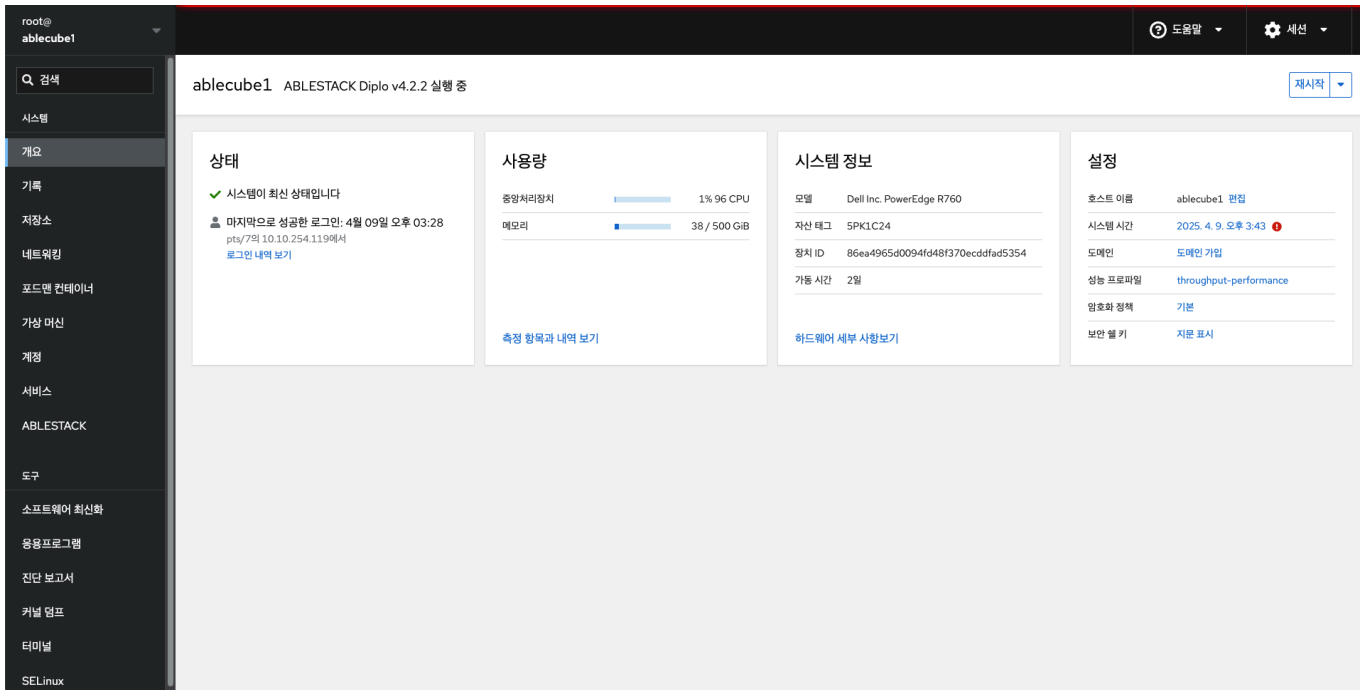 root@
ablecube1
도움말
세션
검색
시스템
개요
기록
저장소
네트워킹
포드맨 컨테이너
가상 머신
계정
서비스
ABLESTACK
도구
소프트웨어 최신화
응용프로그램
진단 보고서
커널 덤프
터미널
SELinux
ablecube1 ABLESTACK Diplo v4.2.2 실행 중
재시작
상태
시스템이 최신 상태입니다
마지막으로 성공한 로그인: 4월 09일 오후 03:28
pts/7의 10.10.254.119에서
로그인 내역 보기
사용량
중앙처리장치 1% 96 CPU
메모리 38 / 500 GiB
측정 항목과 내역 보기
시스템 정보
모델 Dell Inc. PowerEdge R760
자산 태그 5PK1C24
장치 ID 86ea4965d0094fd48f370ecddfad5354
가동 시간 2일
하드웨어 세부 사항보기
설정
호스트 이름 ablecube1 편집
시스템 시간 2025. 4. 9. 오후 3:43
도메인 도메인 가입
성능 프로파일 throughput-performance
암호화 정책 기본
보안 쉘 키 지문 표시